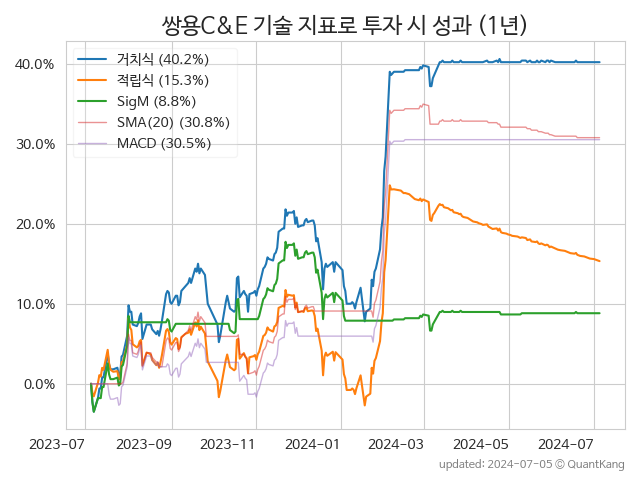 쌍용C&E 기술 지표로 투자 시 성과 (1년)
거치식 (40.2%)
적립식 (15.3%)
SigM (8.8%)
SMA(20) (30.8%)
MACD (30.5%)
40.0%
30.0%
20.0%
10.0%
0.0%
2023-07 2023-09 2023-11 2024-01 2024-03 2024-05 2024-07
updated: 2024-07-05 © QuantKang